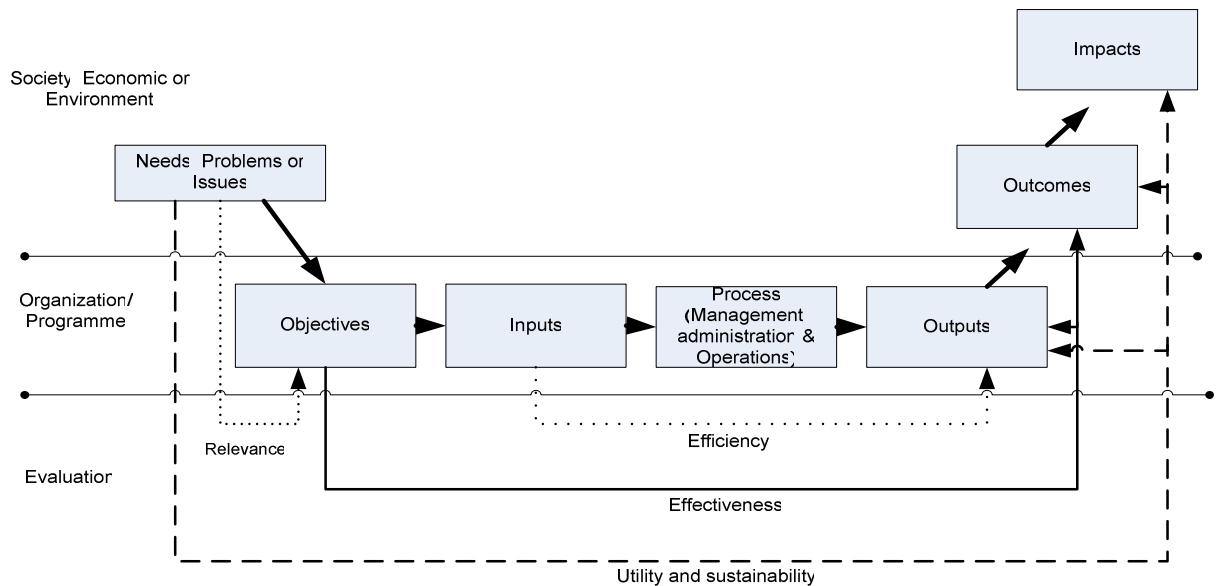 Impacts
Society Economic or
Environment
Needs Problems or
Issues
Outcomes
Organization/
Programme
Objectives
Inputs
Process
(Management
administration &
Operations)
Outputs
Relevance
Efficiency
Evaluation
Effectiveness
Utility and sustainability